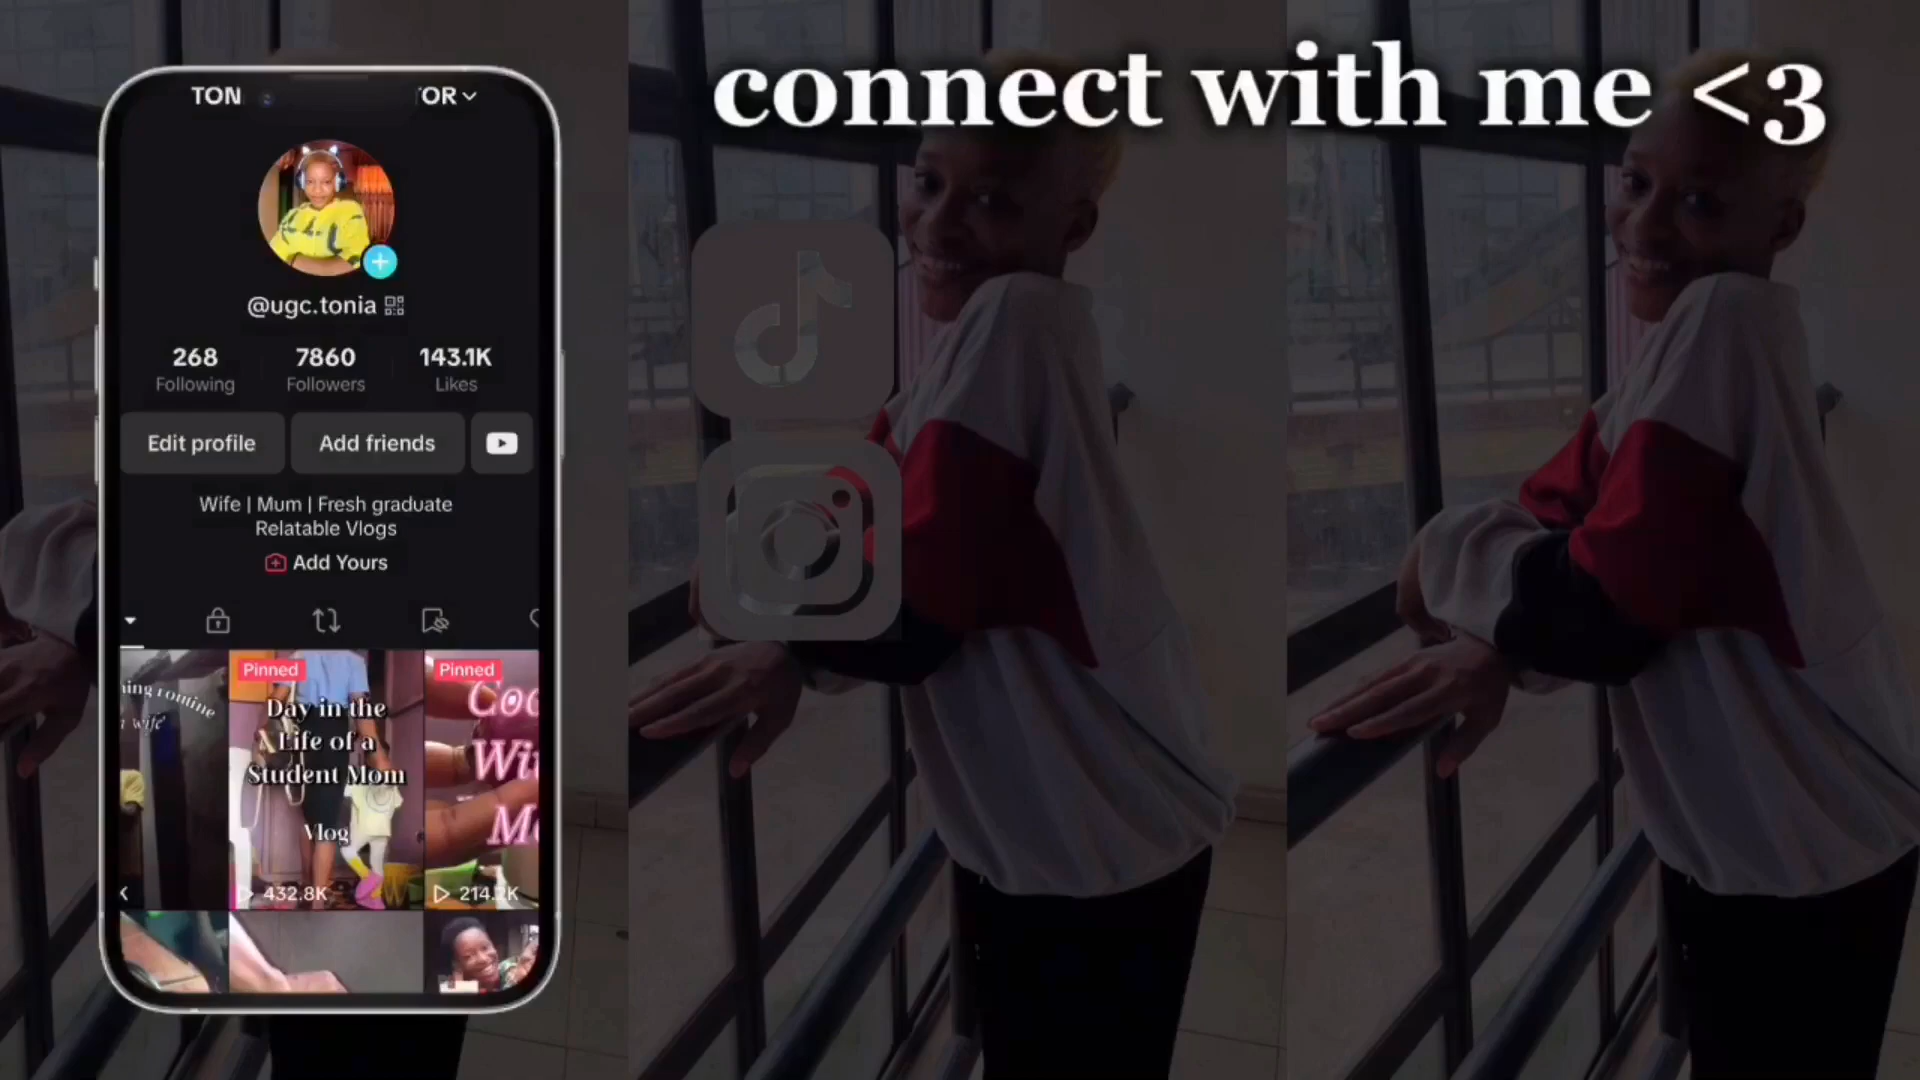 connect with me <3
TON OR
@ugc.tonia
268 7860 143.1K
Following Followers Likes
Edit profile Add friends
Wife | Mum | Fresh graduate
Relatable Vlogs
Add Yours
Pinned
Day in the
Life of a
Student Mom
Vlog
432.8K
Pinned
routine
wife